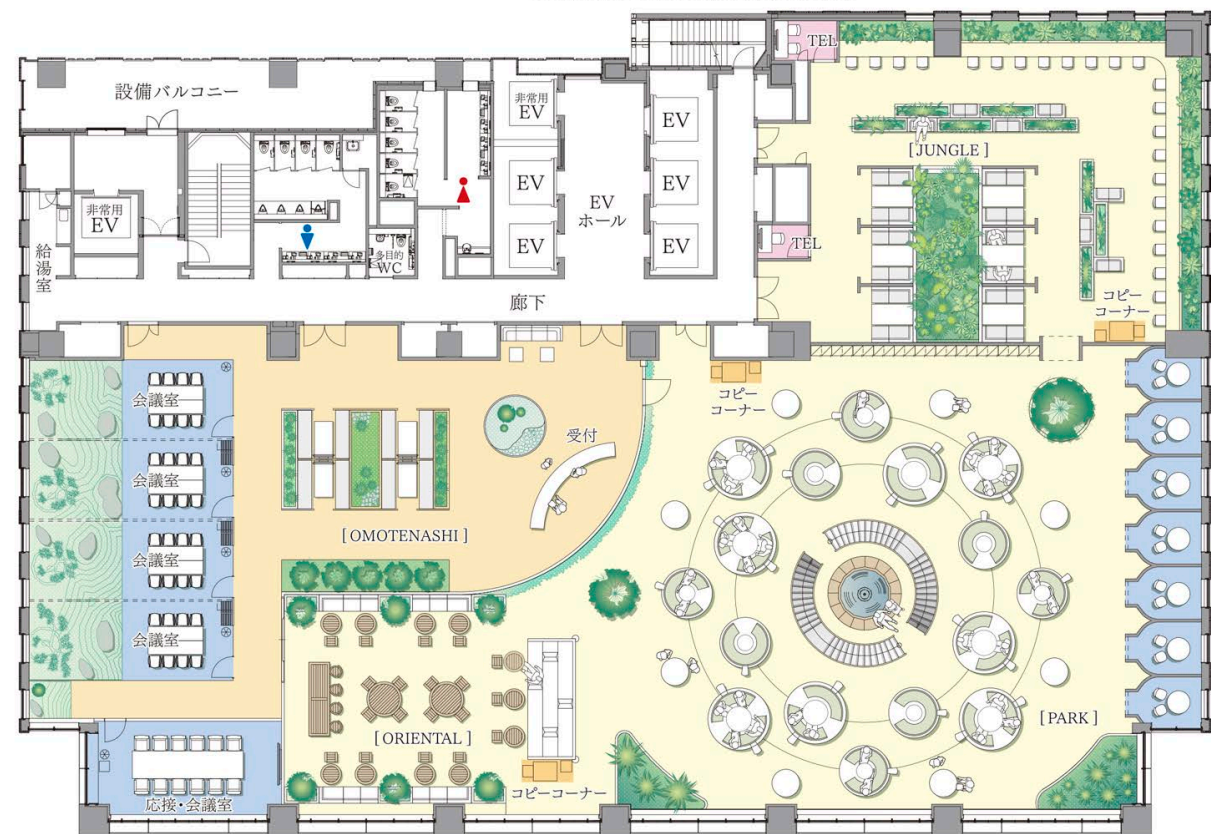 TEL
設備バルコニー
非常用
EV
EV
EV
EV
EV
EV
EV
ホール
[ JUNGLE ]
非常用
EV
給湯室
多目的
WC
TEL
廊下
コピー
コーナー
コピー
コーナー
会議室
受付
会議室
[ OMOTENASHI ]
会議室
会議室
[ ORIENTAL ]
[ PARK ]
コピーコーナー
応接・会議室